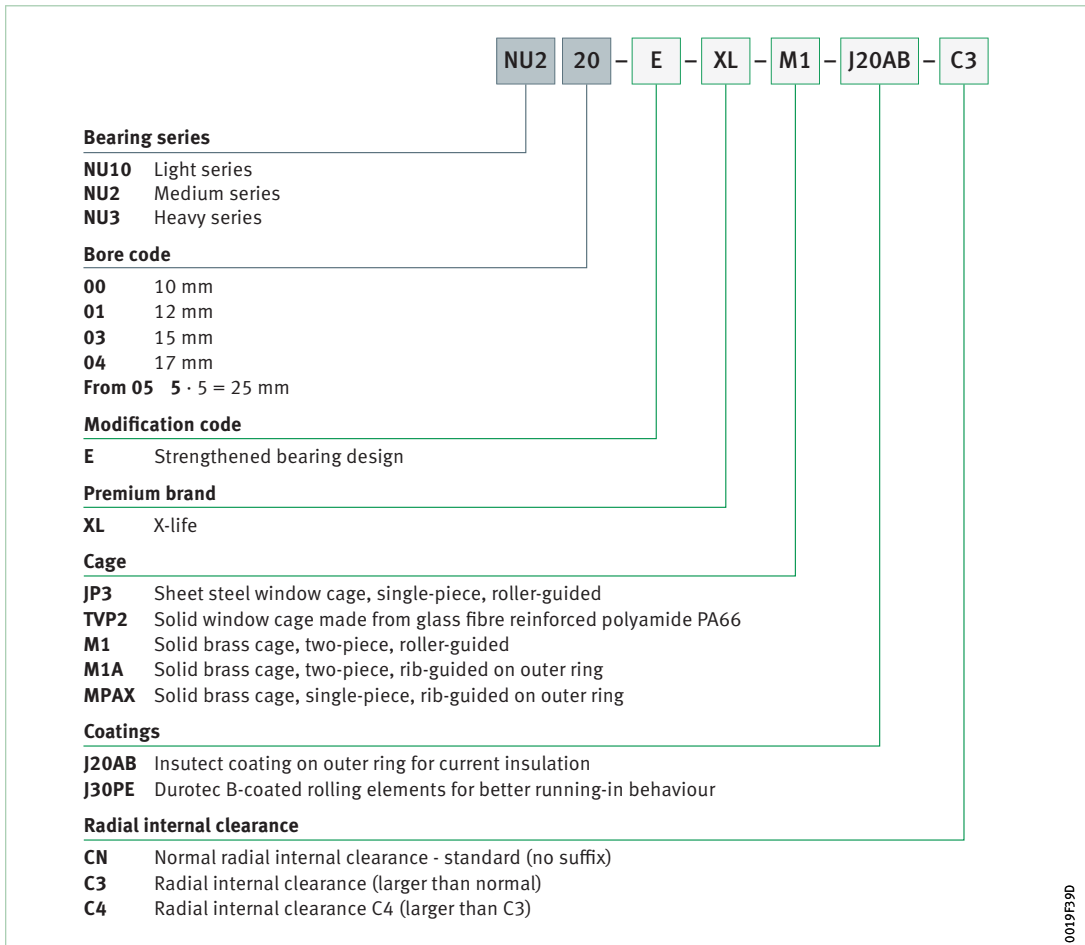 NU2 20 – E – XL – M1 – J20AB – C3
Bearing series
NU10 Light series
NU2 Medium series
NU3 Heavy series
Bore code
00 10 mm
01 12 mm
03 15 mm
04 17 mm
From 05 5 · 5 = 25 mm
Modification code
E Strengthened bearing design
Premium brand
XL X-life
Cage
JP3 Sheet steel window cage, single-piece, roller-guided
TVP2 Solid window cage made from glass fibre reinforced polyamide PA66
M1 Solid brass cage, two-piece, roller-guided
M1A Solid brass cage, two-piece, rib-guided on outer ring
MPAX Solid brass cage, single-piece, rib-guided on outer ring
Coatings
J20AB Insutect coating on outer ring for current insulation
J30PE Durotec B-coated rolling elements for better running-in behaviour
Radial internal clearance
CN Normal radial internal clearance - standard (no suffix)
C3 Radial internal clearance (larger than normal)
C4 Radial internal clearance C4 (larger than C3)
0019F39D